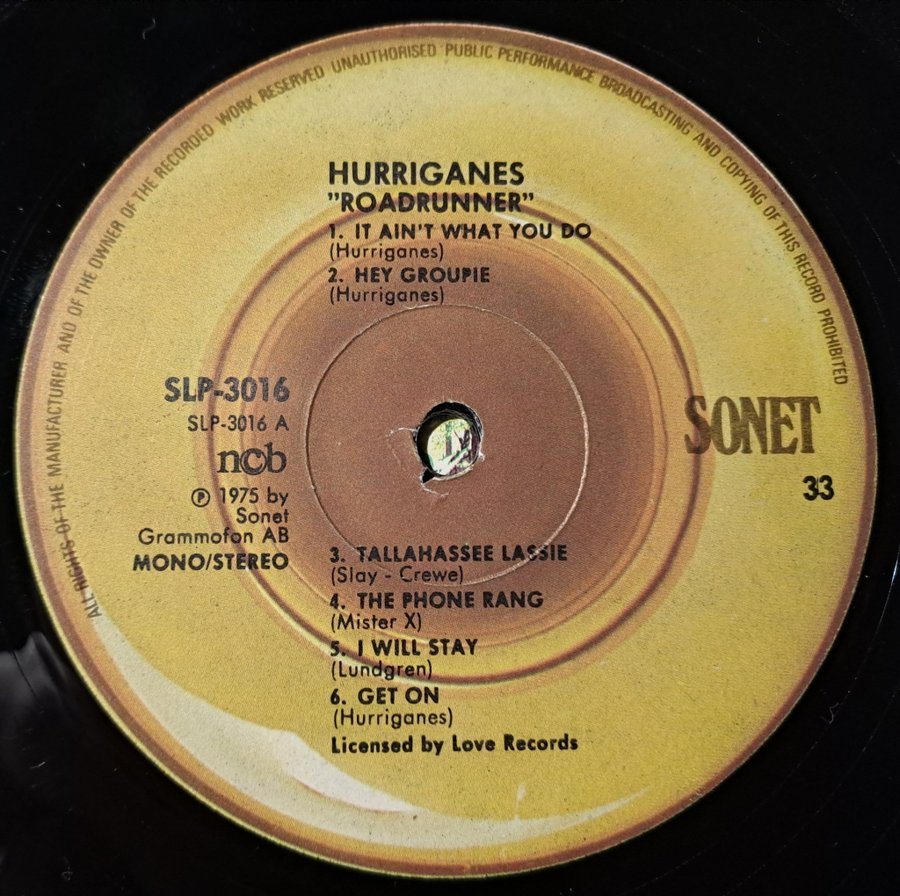 ALL RIGHTS OF THE MANUFACTURER AND OF THE OWNER OF THE RECORDED WORK RESERVED UNAUTHORISED PUBLIC PERFORMANCE BROADCASTING AND COPYING OF THIS RECORD PROHIBITED
HURRIGANES
"ROADRUNNER"
1. IT AIN'T WHAT YOU DO
(Hurriganes)
2. HEY GROUPIE
(Hurriganes)
SLP-3016
SLP-3016 A
ncb
℗ 1975 by
Sonet
Grammofon AB
MONO/STEREO
SONET
33
3. TALLAHASSEE LASSIE
(Slay - Crewe)
4. THE PHONE RANG
(Mister X)
5. I WILL STAY
(Lundgren)
6. GET ON
(Hurriganes)
Licensed by Love Records